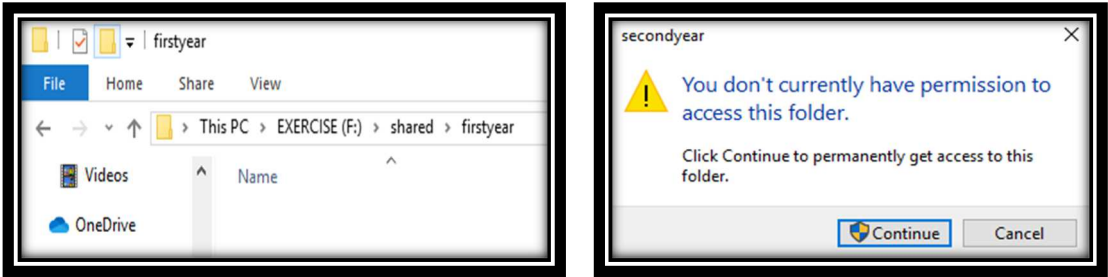 firstyear
File Home Share View
This PC > EXERCISE (F:) > shared > firstyear
Videos
Name
OneDrive
secondyear
You don't currently have permission to
access this folder.
Click Continue to permanently get access to this
folder.
Continue Cancel